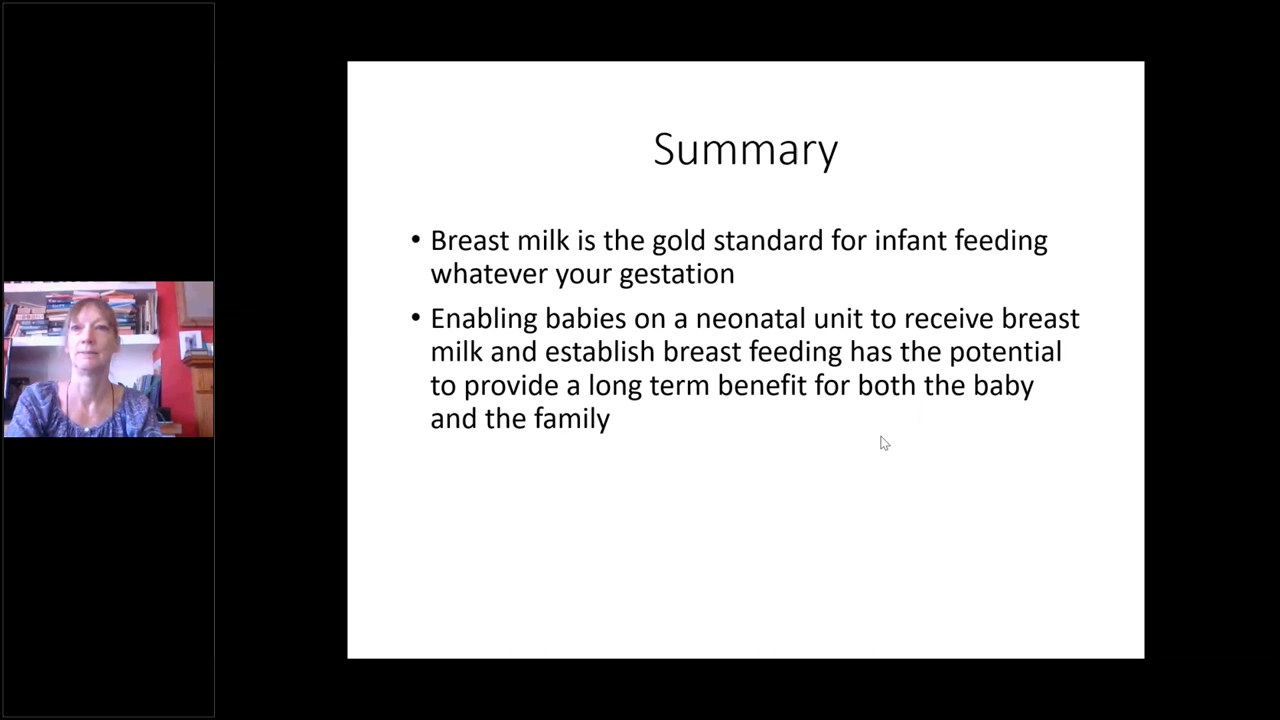 Summary
• Breast milk is the gold standard for infant feeding
whatever your gestation
• Enabling babies on a neonatal unit to receive breast
milk and establish breast feeding has the potential
to provide a long term benefit for both the baby
and the family